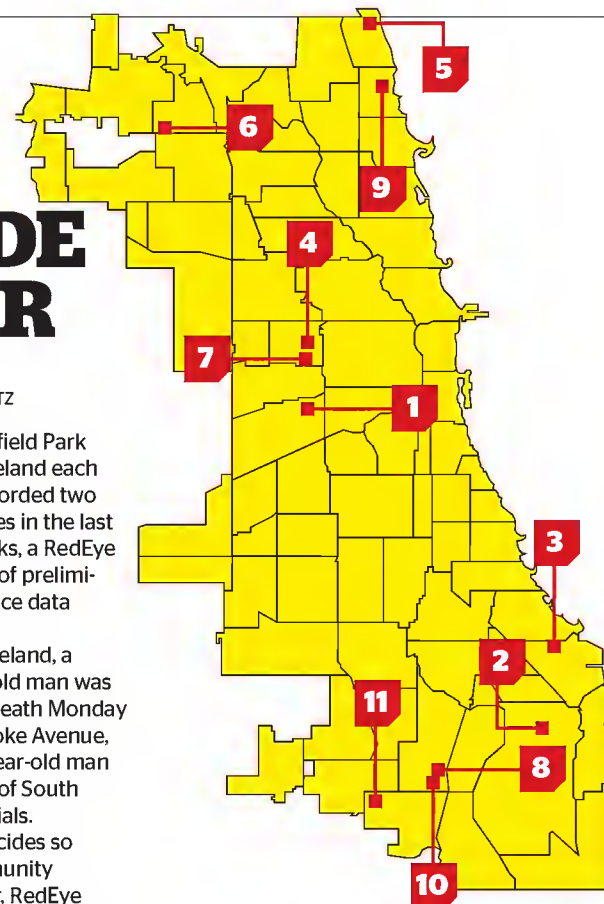 DE
R
TZ
field Park
eland each
orded two
es in the last
ks, a RedEye
of prelimi-
ce data
eland, a
old man was
eath Monday
oke Avenue,
ear-old man
of South
ials.
cides so
munity
, RedEye
5
6
9
4
7
1
3
2
11
8
10